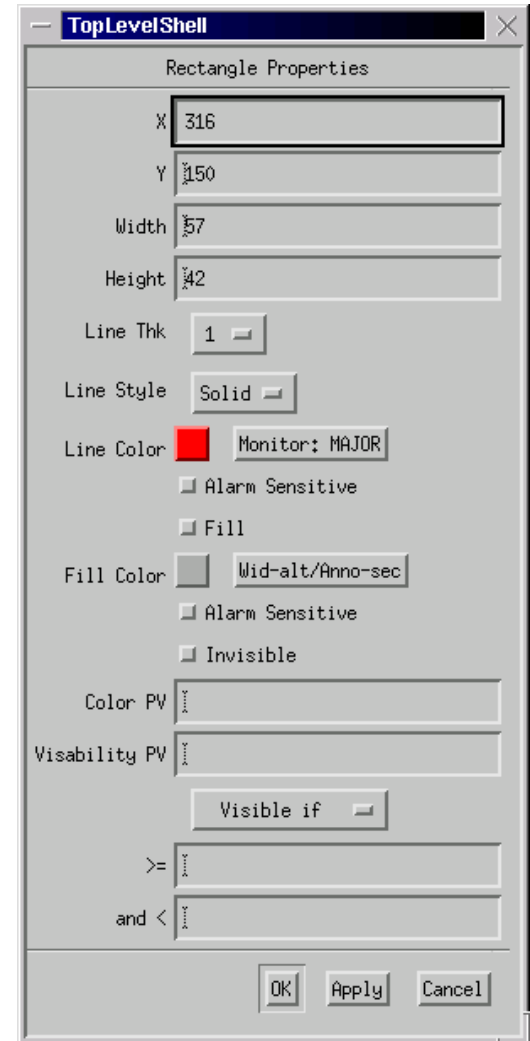 TopLevelShell
Rectangle Properties
X 316
Y 150
Width 57
Height 42
Line Thk 1
Line Style Solid
Line Color Monitor: MAJOR
Alarm Sensitive
Fill
Fill Color Wid-alt/Anno-sec
Alarm Sensitive
Invisible
Color PV
Visability PV
Visible if
>=
and <
OK Apply Cancel